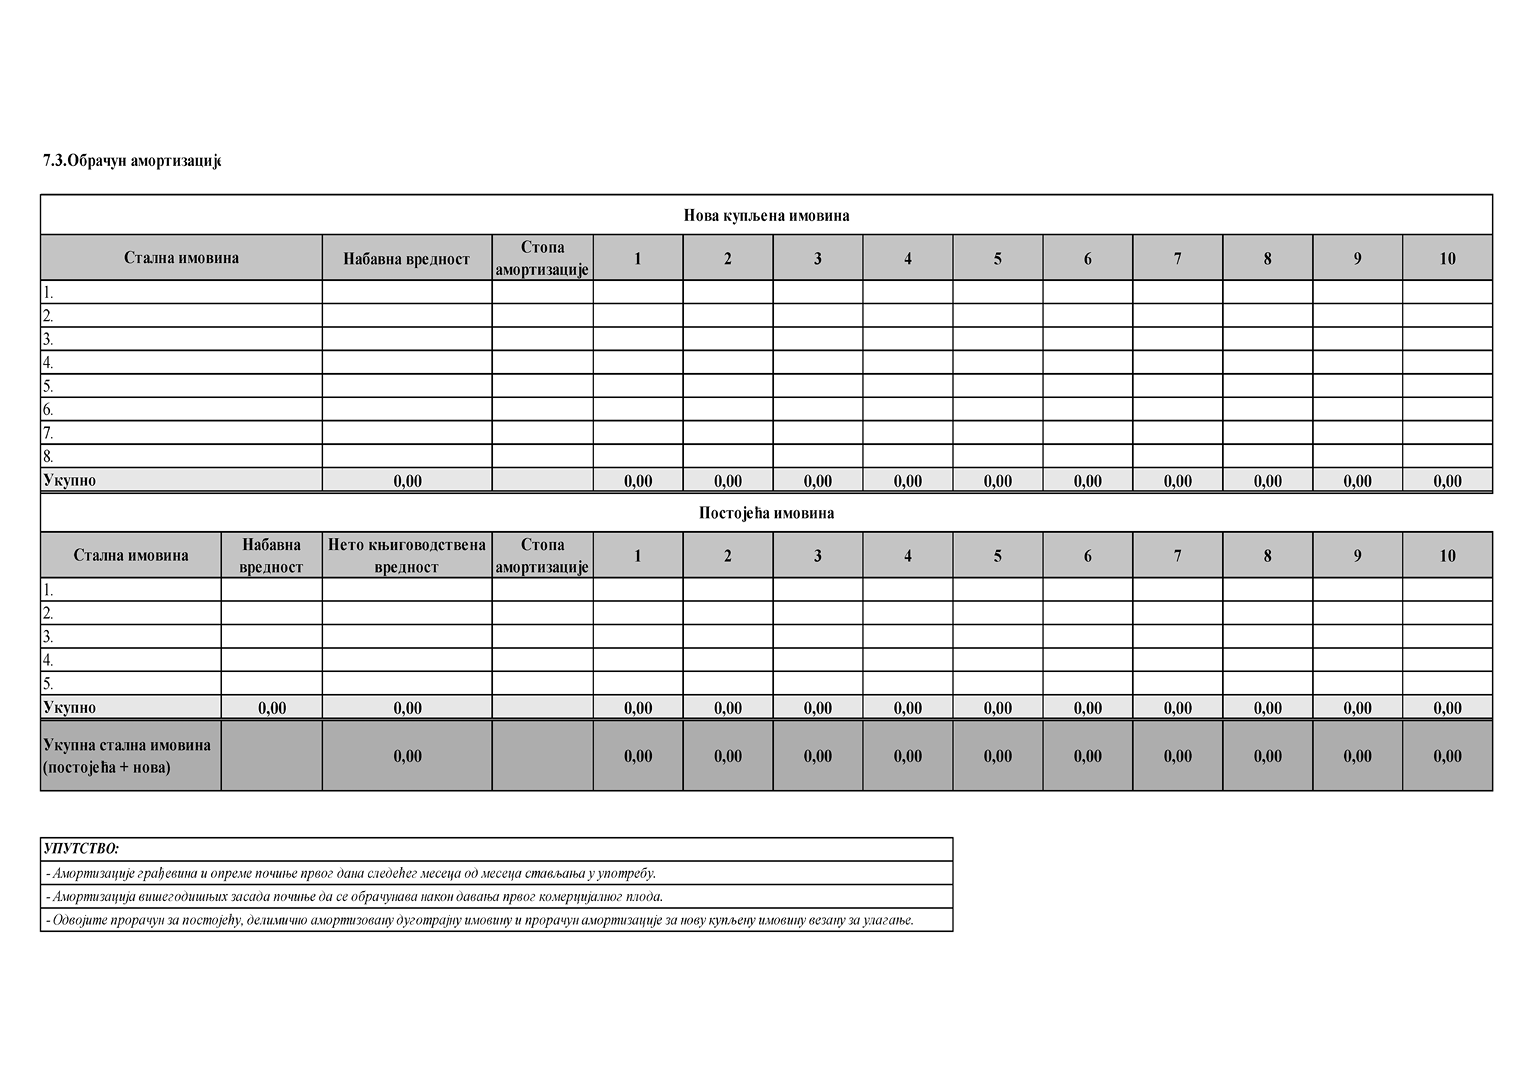 7.3.Обрачун амортизације
Нова купљена имовина
Стална имовина Набавна вредност Стопа амортизације 1 2 3 4 5 6 7 8 9 10
1.
2.
3.
4.
5.
6.
7.
8.
Укупно 0,00 0,00 0,00 0,00 0,00 0,00 0,00 0,00 0,00 0,00 0,00
Постојећа имовина
Стална имовина Набавна вредност Нето књиговодствена вредност Стопа амортизације 1 2 3 4 5 6 7 8 9 10
1.
2.
3.
4.
5.
Укупно 0,00 0,00 0,00 0,00 0,00 0,00 0,00 0,00 0,00 0,00 0,00 0,00
Укупна стална имовина (постојећа + нова) 0,00 0,00 0,00 0,00 0,00 0,00 0,00 0,00 0,00 0,00 0,00
УПУТСТВО:
- Амортизације грађевина и опреме почиње првог дана следећег месеца од месеца стављања у употребу.
- Амортизација вишегодишњих засада почиње да се обрачунава након давања првог комерцијалног плода.
- Одвојите прорачун за постојећу, делимично амортизовану дуготрајну имовину и прорачун амортизације за нову купљену имовину везану за улагање.